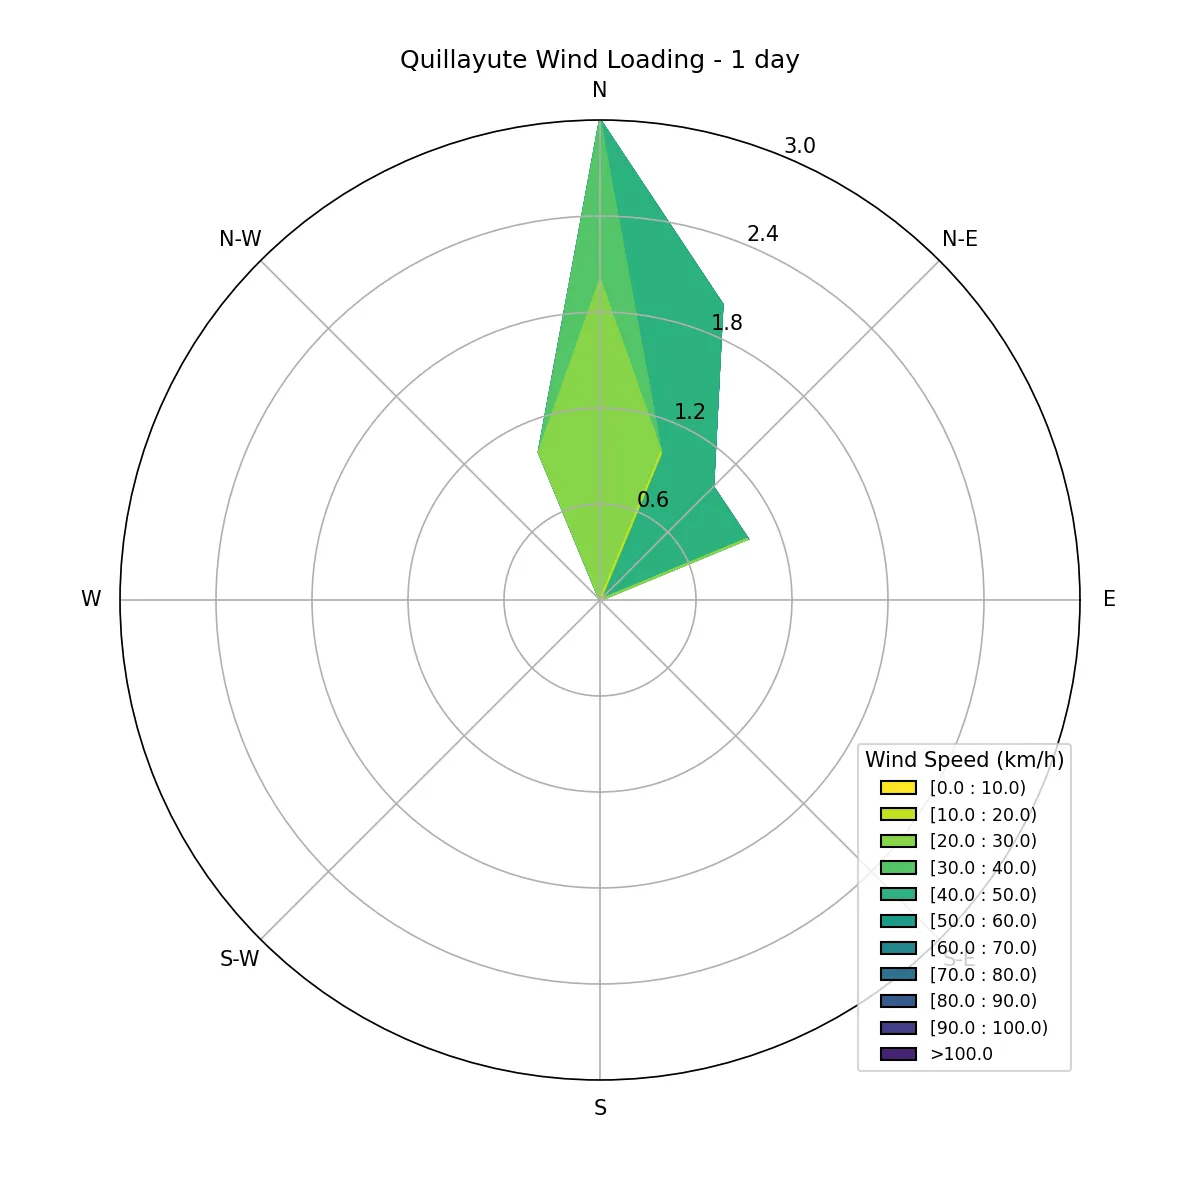 Quillayute Wind Loading - 1 day
N
3.0
N-W
2.4
N-E
1.8
1.2
0.6
W
E
Wind Speed (km/h)
[0.0 : 10.0)
[10.0 : 20.0)
[20.0 : 30.0)
[30.0 : 40.0)
[40.0 : 50.0)
[50.0 : 60.0)
[60.0 : 70.0)
[70.0 : 80.0)
[80.0 : 90.0)
[90.0 : 100.0)
>100.0
S-W
S-E
S